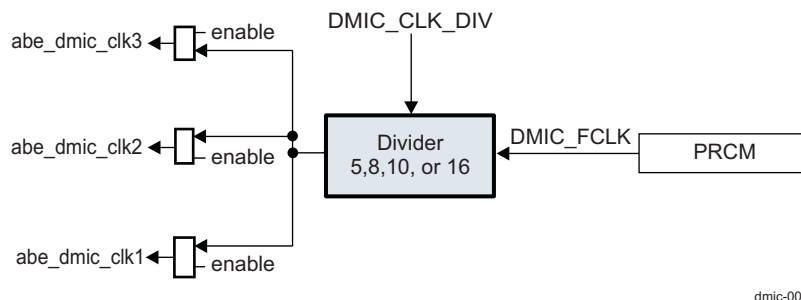 DMIC_CLK_DIV
enable
abe_dmic_clk3
Divider
5,8,10, or 16
DMIC_FCLK
PRCM
abe_dmic_clk2
enable
abe_dmic_clk1
enable
dmic-00